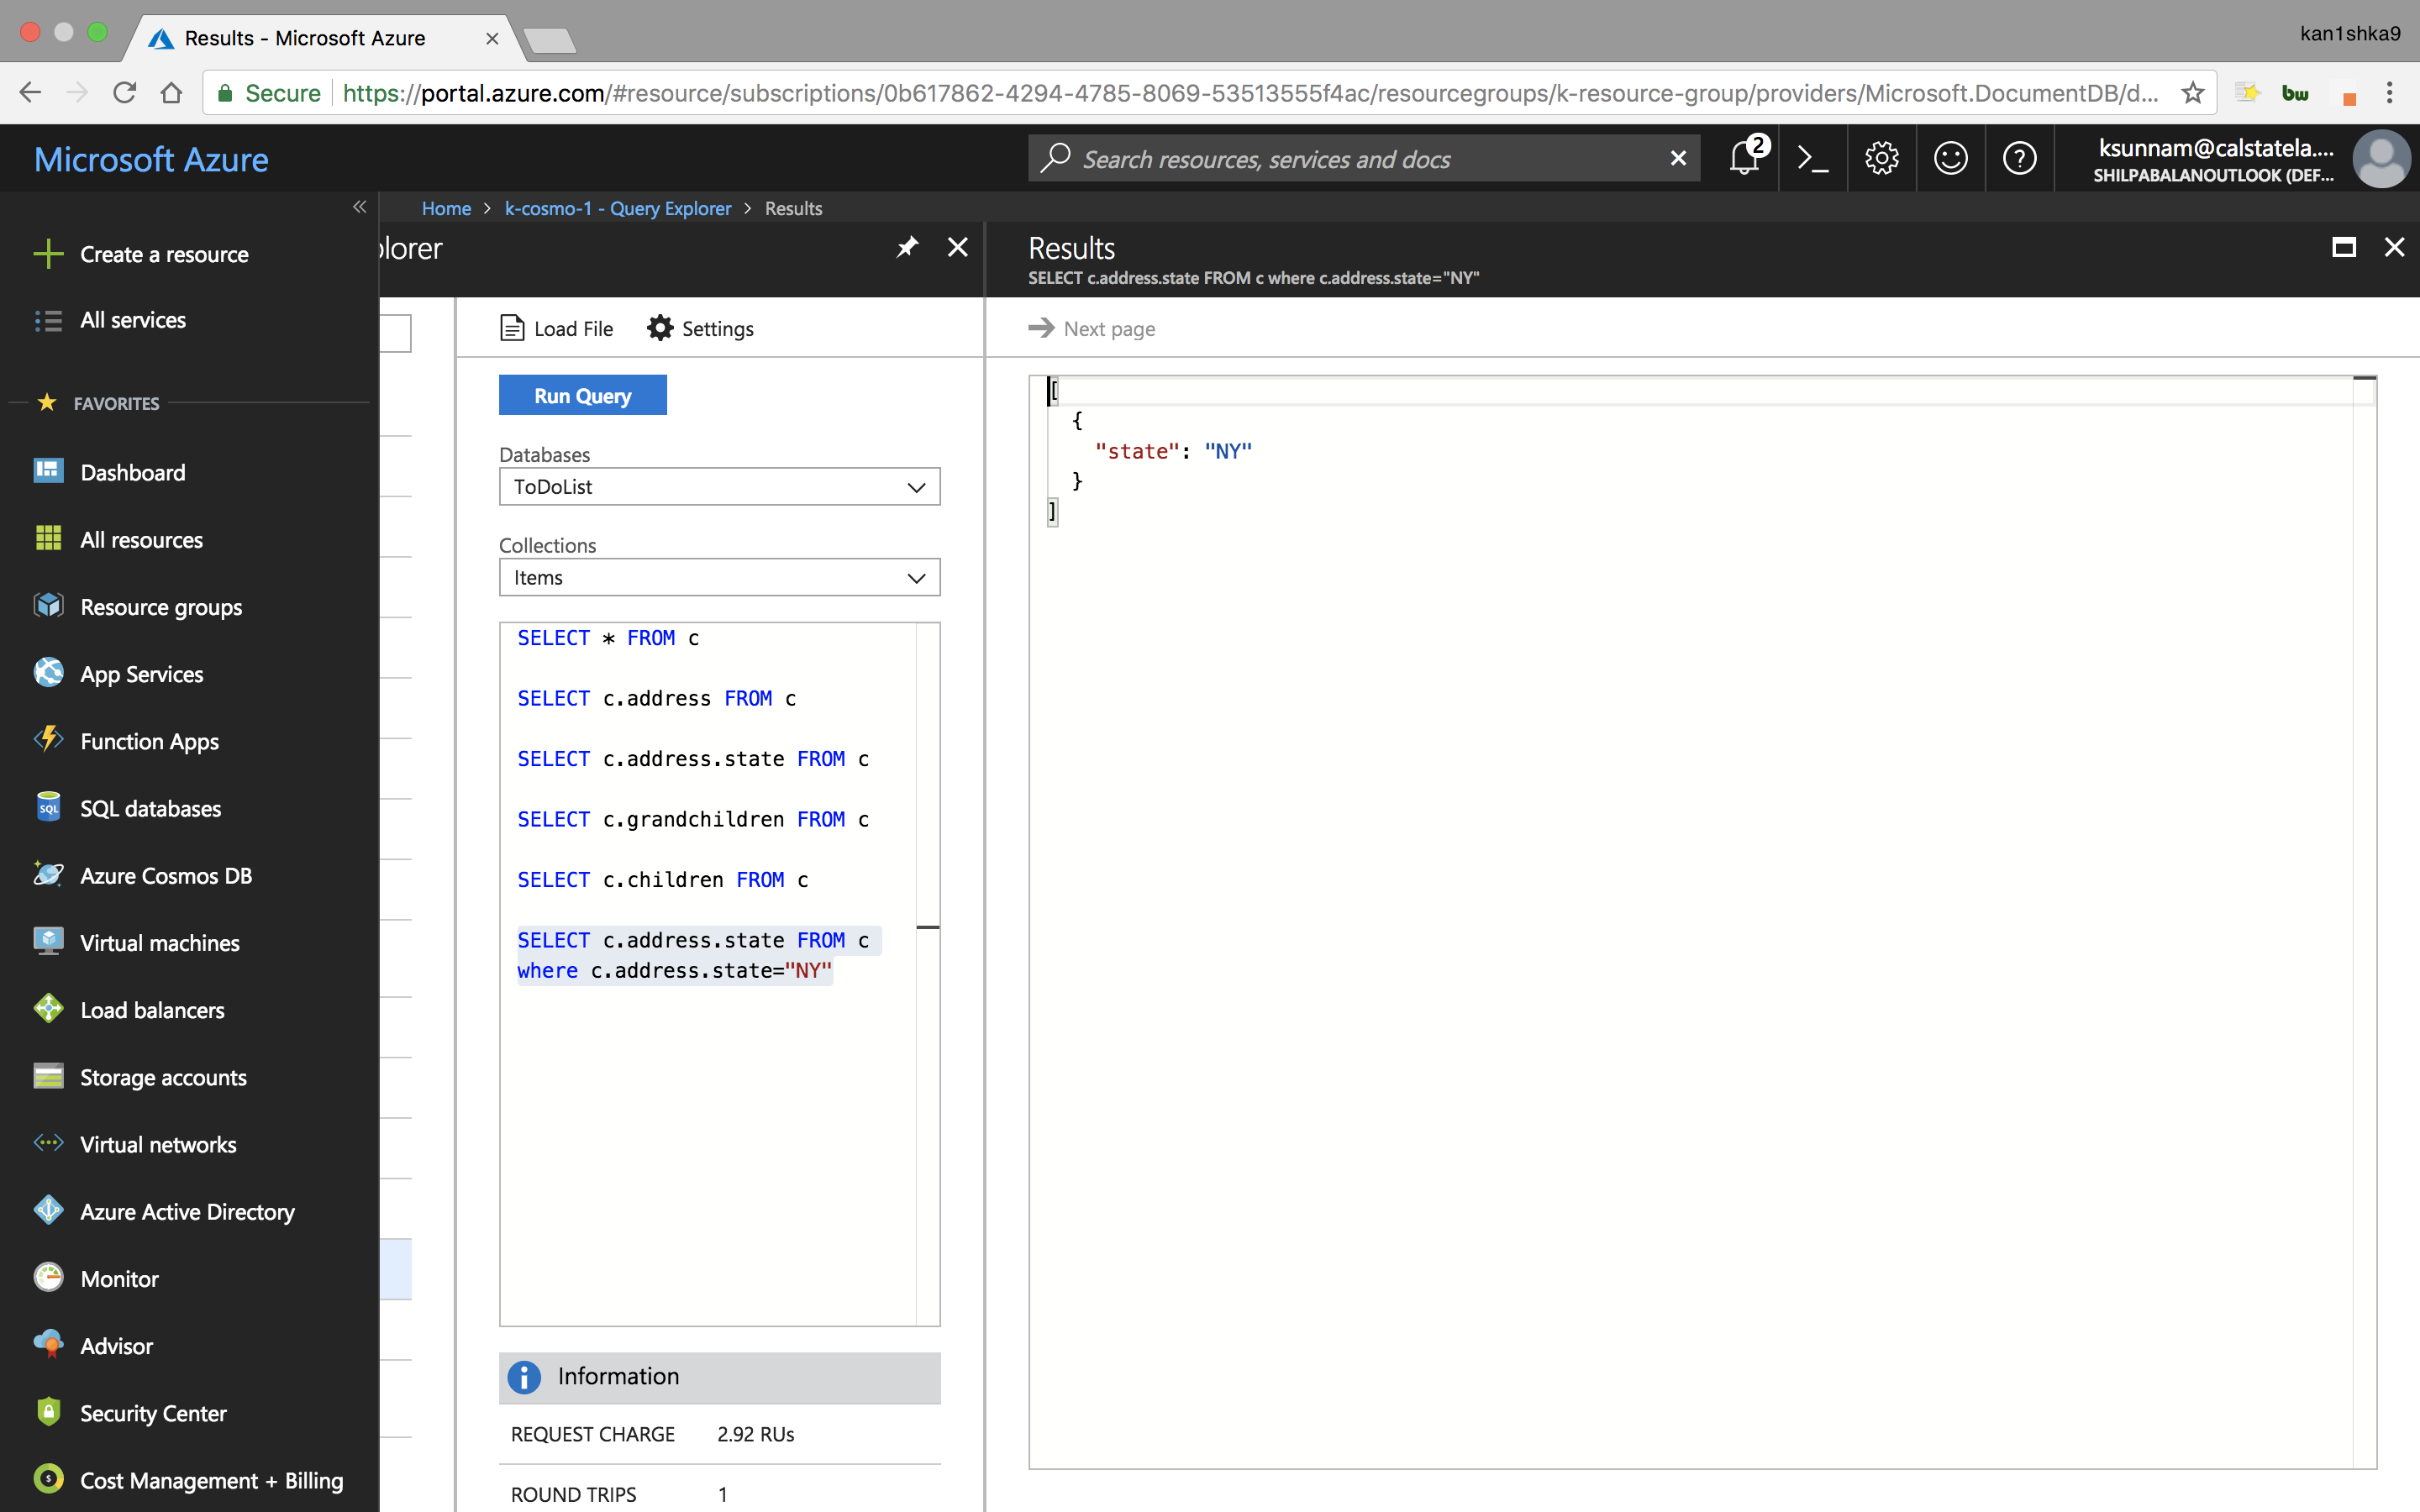 Results - Microsoft Azure
kan1shka9
Secure https://portal.azure.com/#resource/subscriptions/0b617862-4294-4785-8069-53513555f4ac/resourcegroups/k-resource-group/providers/Microsoft.DocumentDB/d...
bw
Microsoft Azure
Search resources, services and docs
2
ksunnam@calstatela....
SHILPABALANOUTLOOK (DEF...
Home > k-cosmo-1 - Query Explorer > Results
Create a resource
All services
FAVORITES
Dashboard
All resources
Resource groups
App Services
Function Apps
SQL
SQL databases
Azure Cosmos DB
Virtual machines
Load balancers
Storage accounts
Virtual networks
Azure Active Directory
Monitor
Advisor
Security Center
Cost Management + Billing
plorer
Load File
Settings
Run Query
Databases
ToDoList
Collections
Items
SELECT * FROM c
SELECT c.address FROM c
SELECT c.address.state FROM c
SELECT c.grandchildren FROM c
SELECT c.children FROM c
SELECT c.address.state FROM c
where c.address.state="NY"
Information
REQUEST CHARGE 2.92 RUs
ROUND TRIPS 1
Results
SELECT c.address.state FROM c where c.address.state="NY"
Next page
[
{
"state": "NY"
}
]